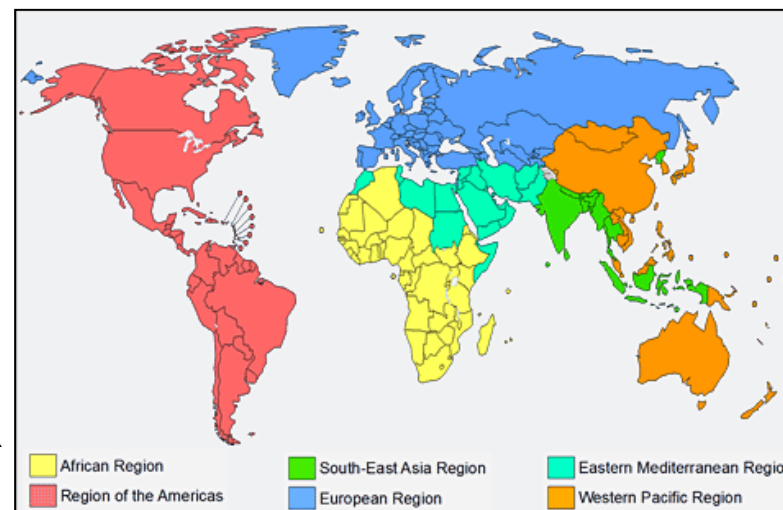 African Region
South-East Asia Region
Eastern Mediterranean Regio
Region of the Americas
European Region
Western Pacific Region